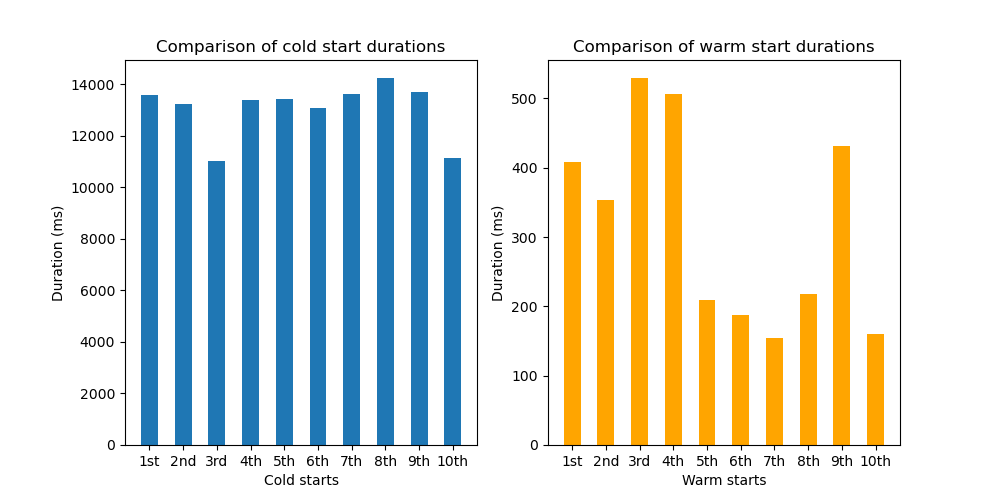 Comparison of cold start durations
14000
12000
10000
8000
6000
4000
2000
0
Duration (ms)
1st 2nd 3rd 4th 5th 6th 7th 8th 9th 10th
Cold starts
Comparison of warm start durations
500
400
300
200
100
0
Duration (ms)
1st 2nd 3rd 4th 5th 6th 7th 8th 9th 10th
Warm starts